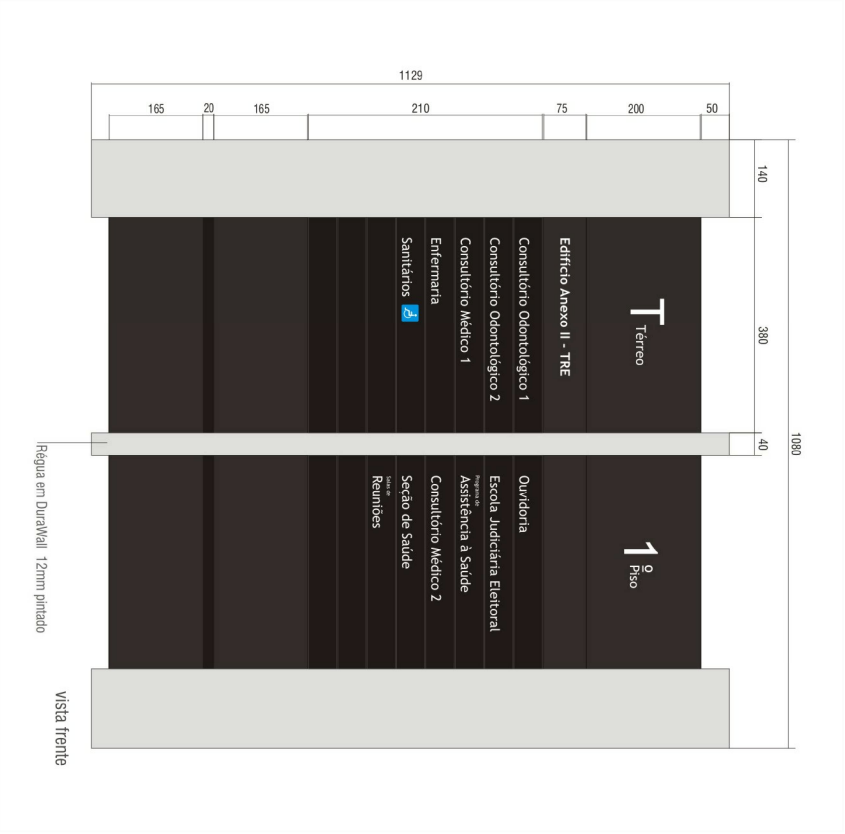 1129
165
20
165
210
75
200
50
140
380
40
1080
T
Térreo
Edifício Anexo II - TRE
Consultório Odontológico 1
Consultório Odontológico 2
Consultório Médico 1
Enfermaria
Sanitários
1º
Piso
Ouvidoria
Escola Judiciária Eleitoral
Programa de
Assistência à Saúde
Consultório Médico 2
Seção de Saúde
Salas de
Reuniões
Régua em DuraWall 12mm pintado
vista frente